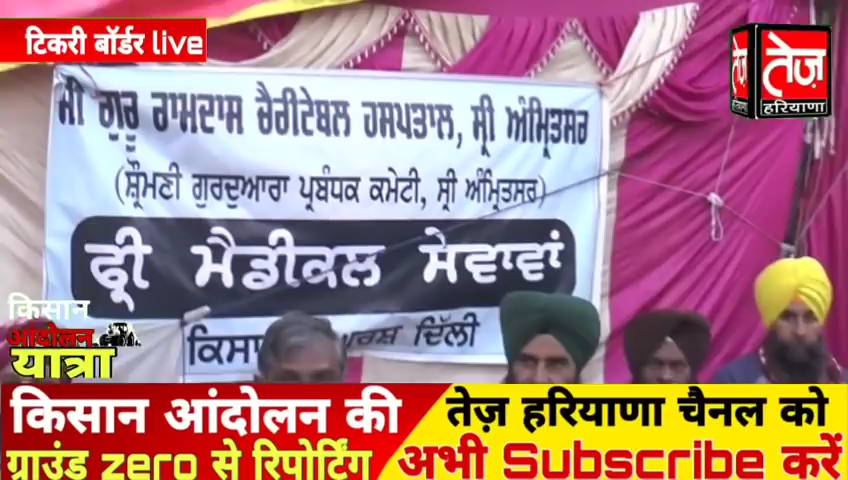 टिकरी बॉर्डर live
तेज़
तेज़
हरियाणा
ਸ੍ਰੀ ਗੁਰੂ ਰਾਮਦਾਸ ਚੈਰੀਟੇਬਲ ਹਸਪਤਾਲ, ਸ੍ਰੀ ਅੰਮ੍ਰਿਤਸਰ
(ਸ਼੍ਰੋਮਣੀ ਗੁਰਦੁਆਰਾ ਪ੍ਰਬੰਧਕ ਕਮੇਟੀ, ਸ੍ਰੀ ਅੰਮ੍ਰਿਤਸਰ)
ਫ੍ਰੀ ਮੈਡੀਕਲ ਸੇਵਾਵਾਂ
ਦਿੱਲੀ
किसान
आंदोलन
यात्रा
किसान आंदोलन की
ग्राउंड zero से रिपोर्टिंग
तेज़ हरियाणा चैनल को
अभी Subscribe करें